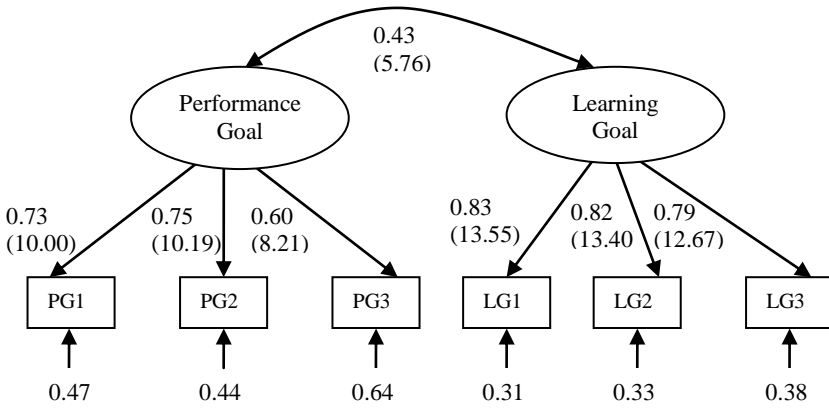 0.43
(5.76)
Performance
Goal
Learning
Goal
0.73
(10.00)
0.75
(10.19)
0.60
(8.21)
0.83
(13.55)
0.82
(13.40
0.79
(12.67)
PG1
PG2
PG3
LG1
LG2
LG3
0.47
0.44
0.64
0.31
0.33
0.38